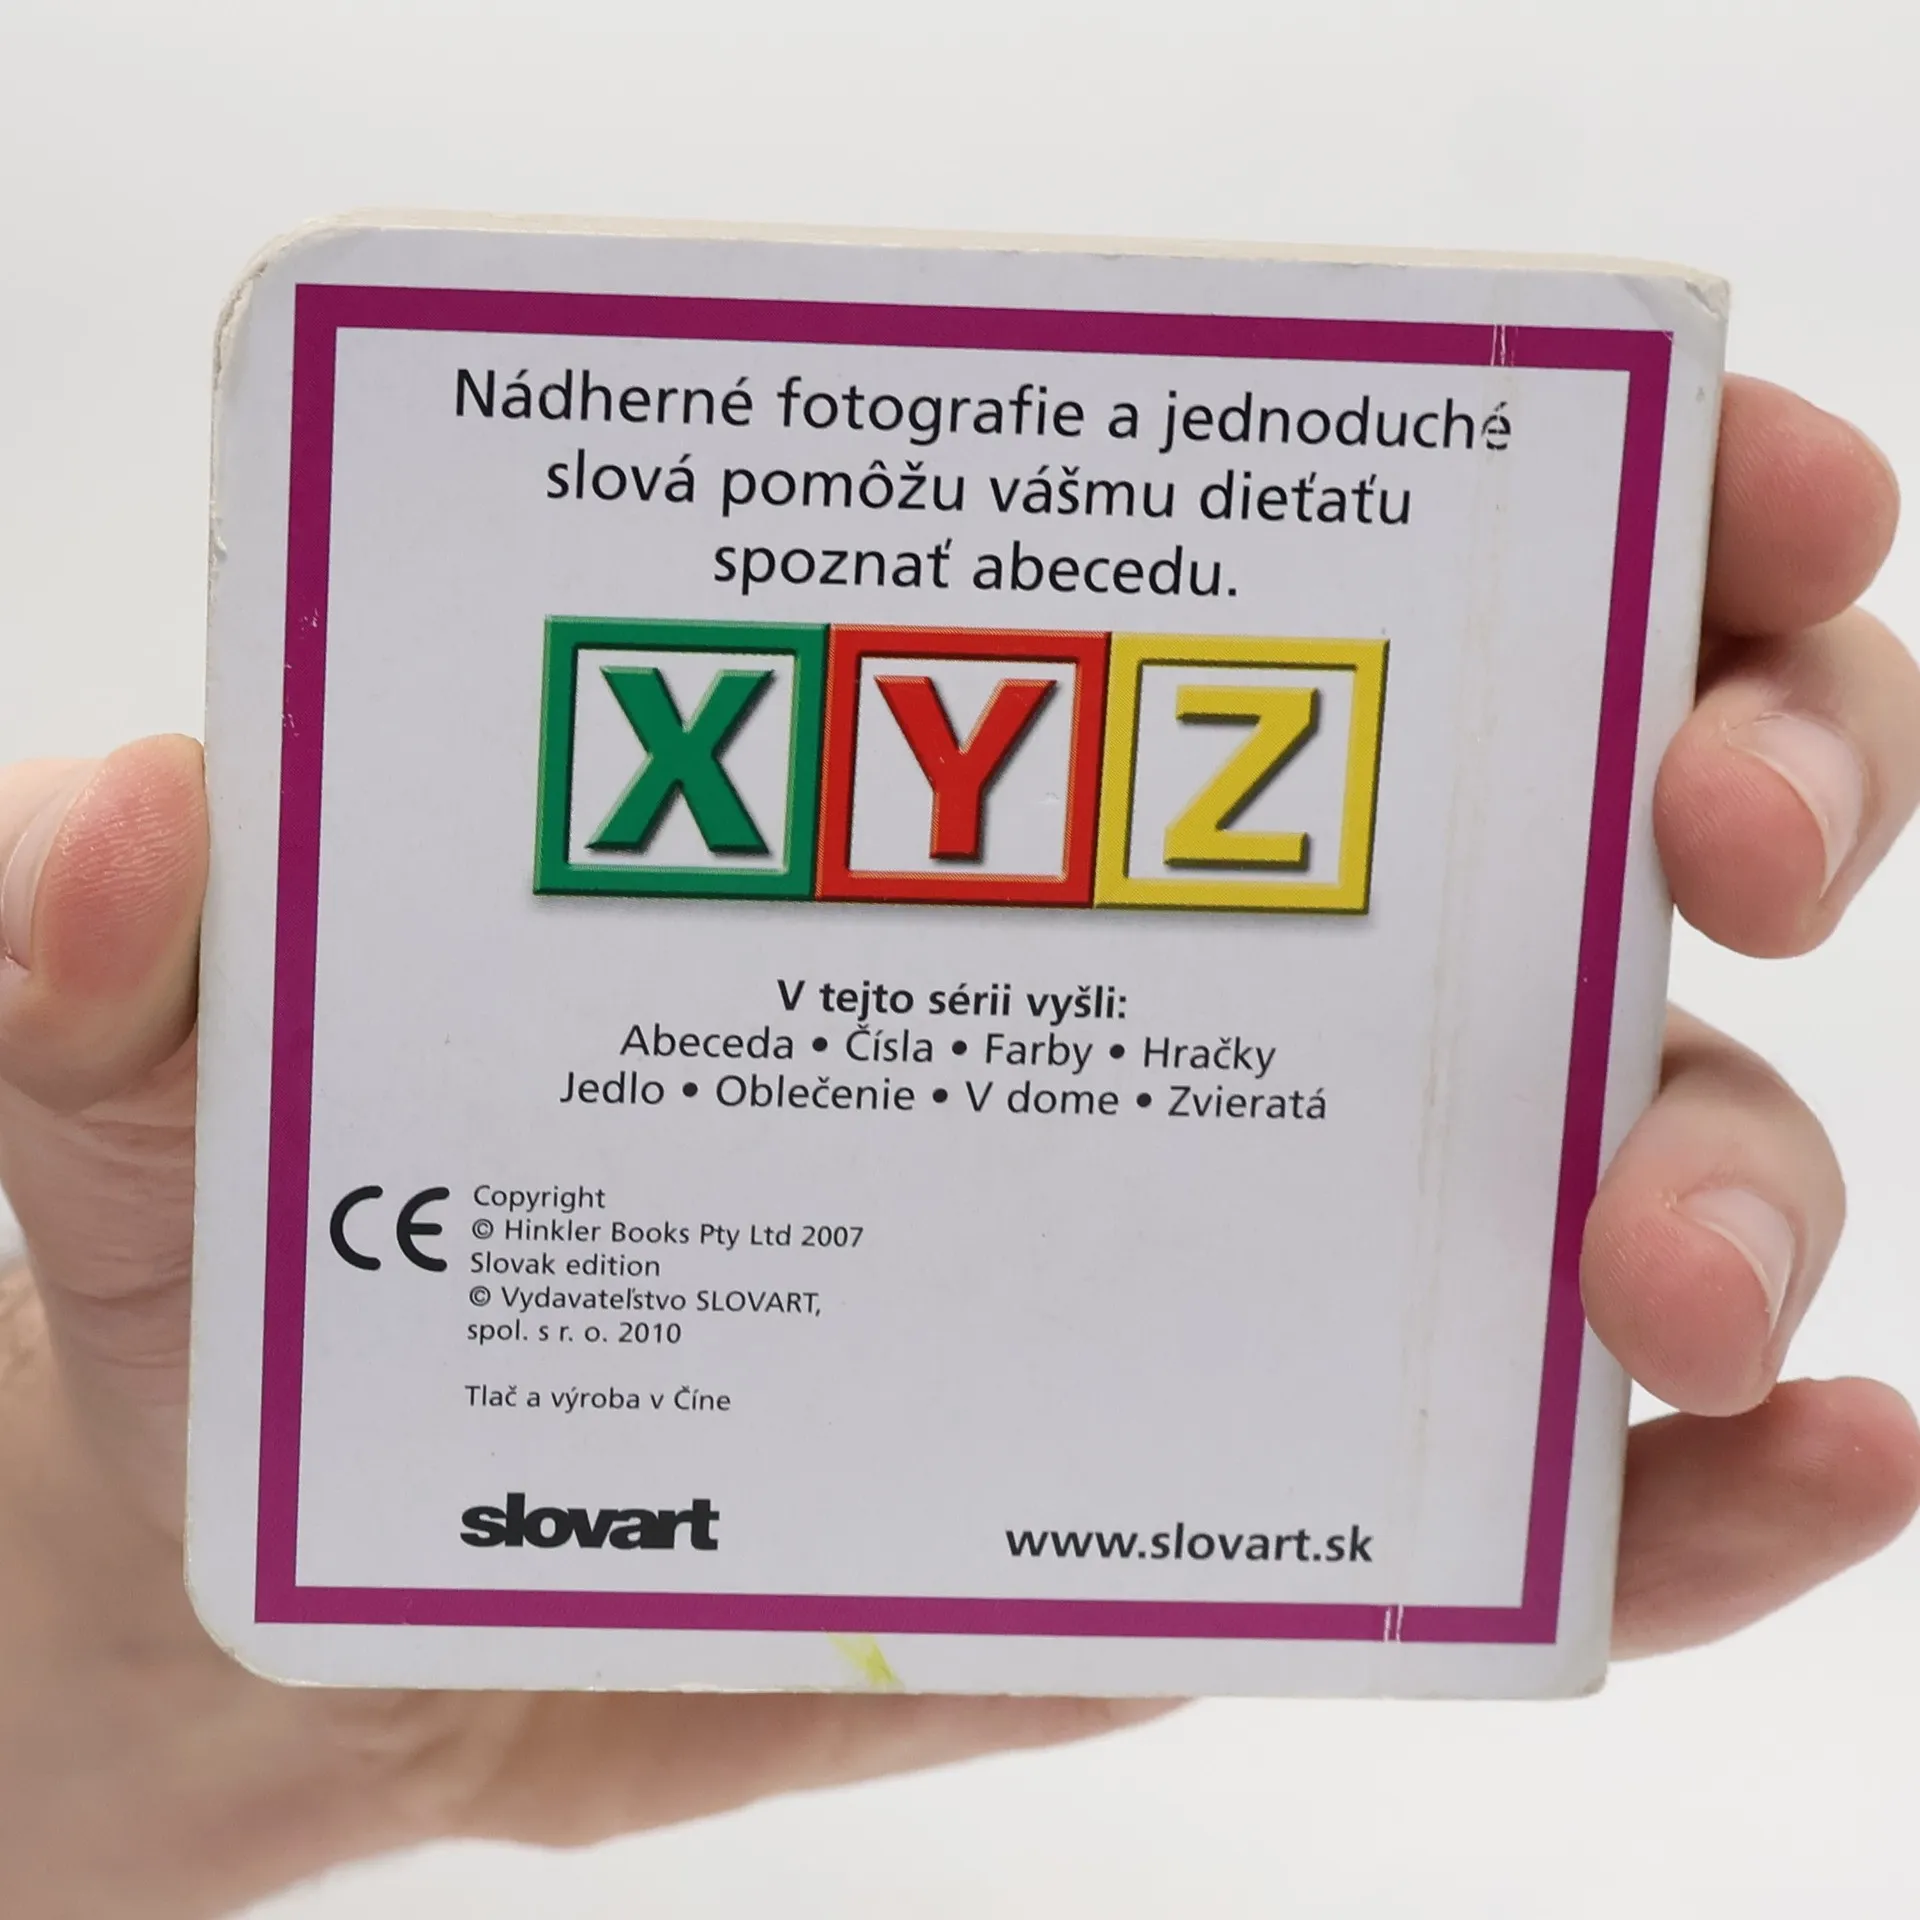 Nádherné fotografie a jednoduché
slová pomôžu vášmu dieťaťu
spoznať abecedu.
X Y Z
V tejto sérii vyšli:
Abeceda • Čísla • Farby • Hračky
Jedlo • Oblečenie • V dome • Zvieratá
CE
Copyright
© Hinkler Books Pty Ltd 2007
Slovak edition
© Vydavateľstvo SLOVART,
spol. s r. o. 2010
Tlač a výroba v Číne
slovart
www.slovart.sk